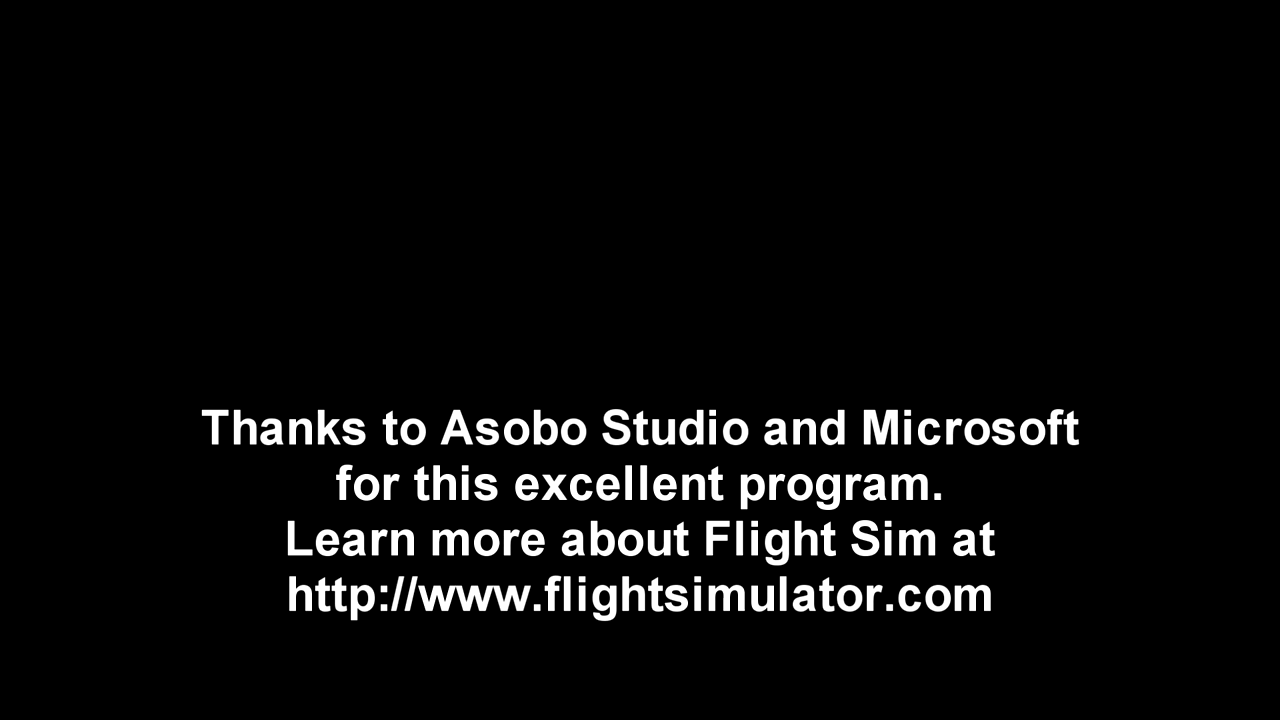 Thanks to Asobo Studio and Microsoft
for this excellent program.
Learn more about Flight Sim at
http://www.flightsimulator.com